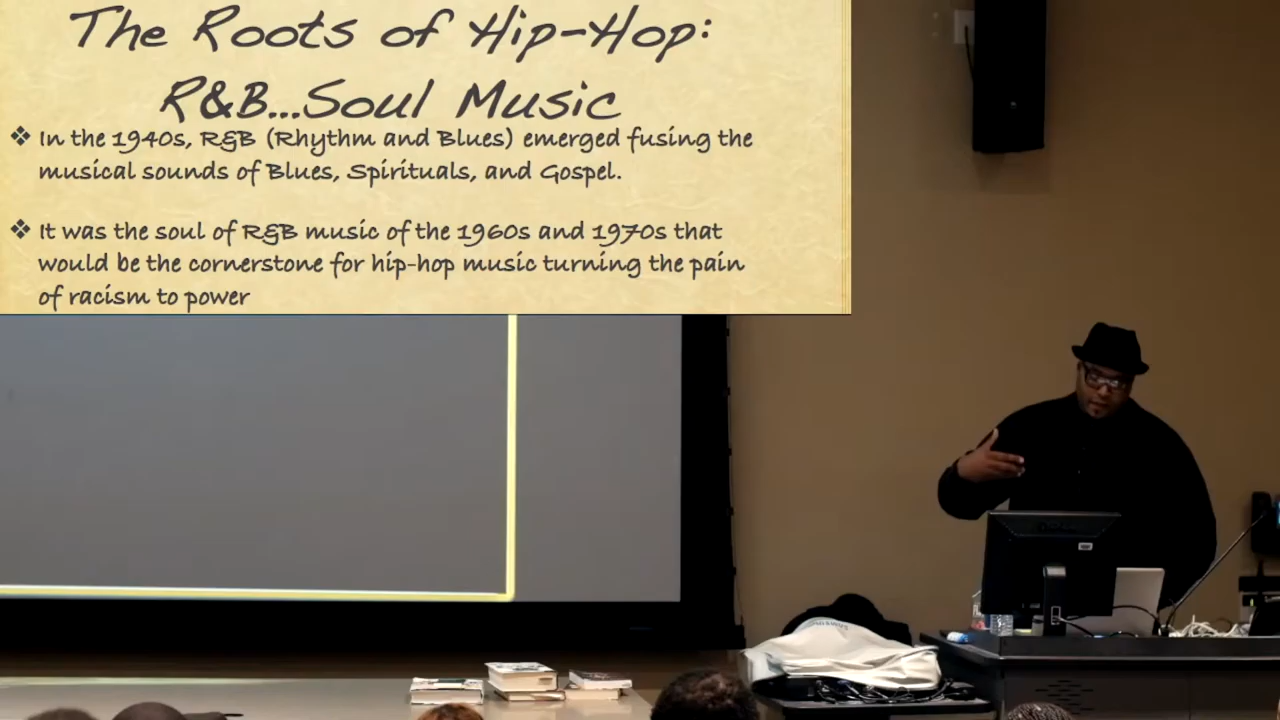 The Roots of Hip-Hop:
R&B...Soul Music
❖ In the 1940s, R&B (Rhythm and Blues) emerged fusing the
musical sounds of Blues, Spirituals, and Gospel.
❖ It was the soul of R&B music of the 1960s and 1970s that
would be the cornerstone for hip-hop music turning the pain
of racism to power